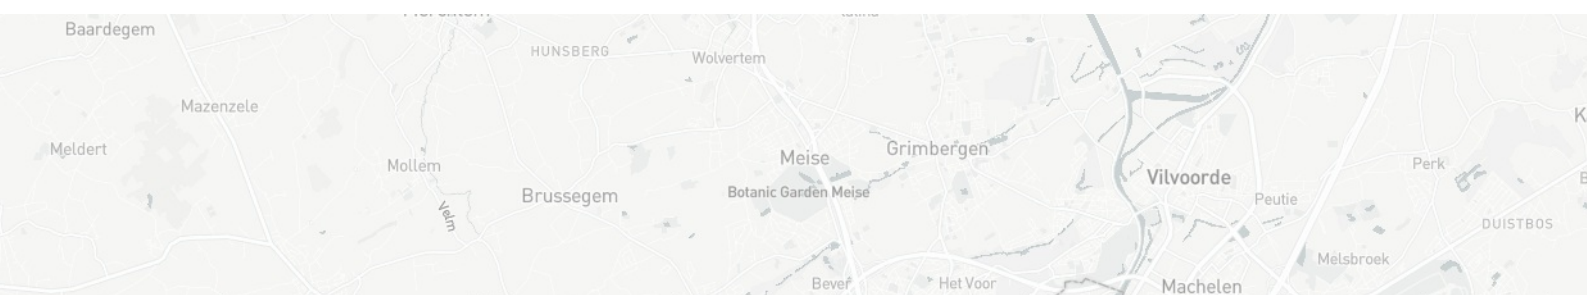 Baardegem
HUNSBERG
Wolvertem
Mazenzele
Meldert
Mollem
Meise
Grimbergen
Vilvoorde
Perk
Brussegem
Botanic Garden Meise
Peutie
Velm
DUISTBOS
Melsbroek
Bever
Het Voor
Machelen